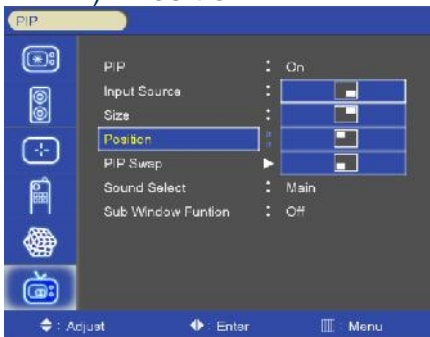 PIP
PIP : On
Input Source :
Size :
Position :
PIP Swap
Sound Select : Main
Sub Window Funtion : Off
: Adjust : Enter : Menu